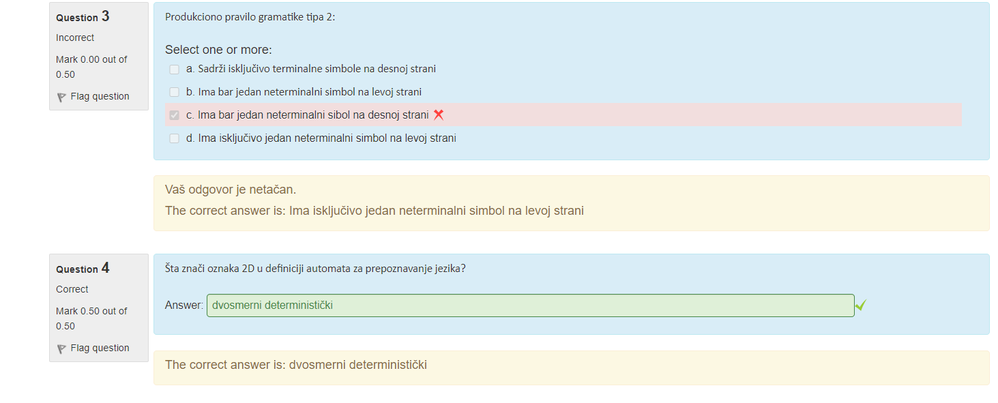 Question 3
Incorrect
Mark 0.00 out of
0.50
Flag question
Produkciono pravilo gramatike tipa 2:
Select one or more:
a. Sadrži isključivo terminalne simbole na desnoj strani
b. Ima bar jedan neterminalni simbol na levoj strani
c. Ima bar jedan neterminalni sibol na desnoj strani
d. Ima isključivo jedan neterminalni simbol na levoj strani
Vaš odgovor je netačan.
The correct answer is: Ima isključivo jedan neterminalni simbol na levoj strani
Question 4
Correct
Mark 0.50 out of
0.50
Flag question
Šta znači oznaka 2D u definiciji automata za prepoznavanje jezika?
Answer: dvosmerni deterministički
The correct answer is: dvosmerni deterministički